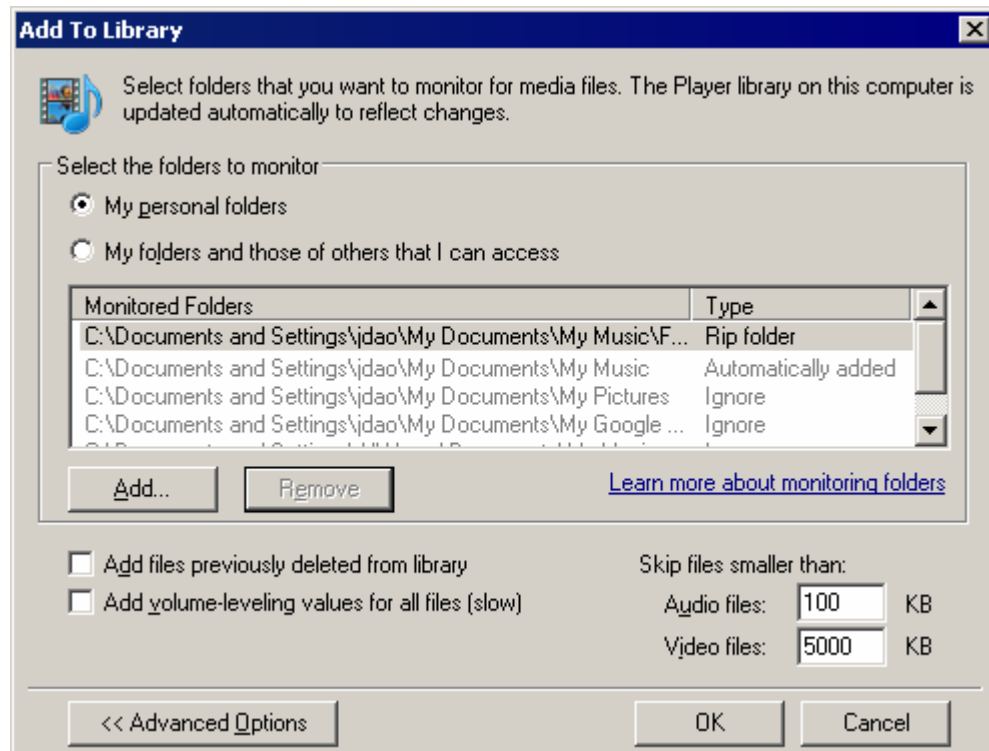 Add To Library
Select folders that you want to monitor for media files. The Player library on this computer is
updated automatically to reflect changes.
Select the folders to monitor
My personal folders
My folders and those of others that I can access
Monitored Folders Type
C:\Documents and Settings\jdao\My Documents\My Music\F... Rip folder
C:\Documents and Settings\jdao\My Documents\My Music Automatically added
C:\Documents and Settings\jdao\My Documents\My Pictures Ignore
C:\Documents and Settings\jdao\My Documents\My Google ... Ignore
Add... Remove Learn more about monitoring folders
Add files previously deleted from library Skip files smaller than:
Add volume-leveling values for all files (slow) Audio files: 100 KB
Video files: 5000 KB
<< Advanced Options OK Cancel